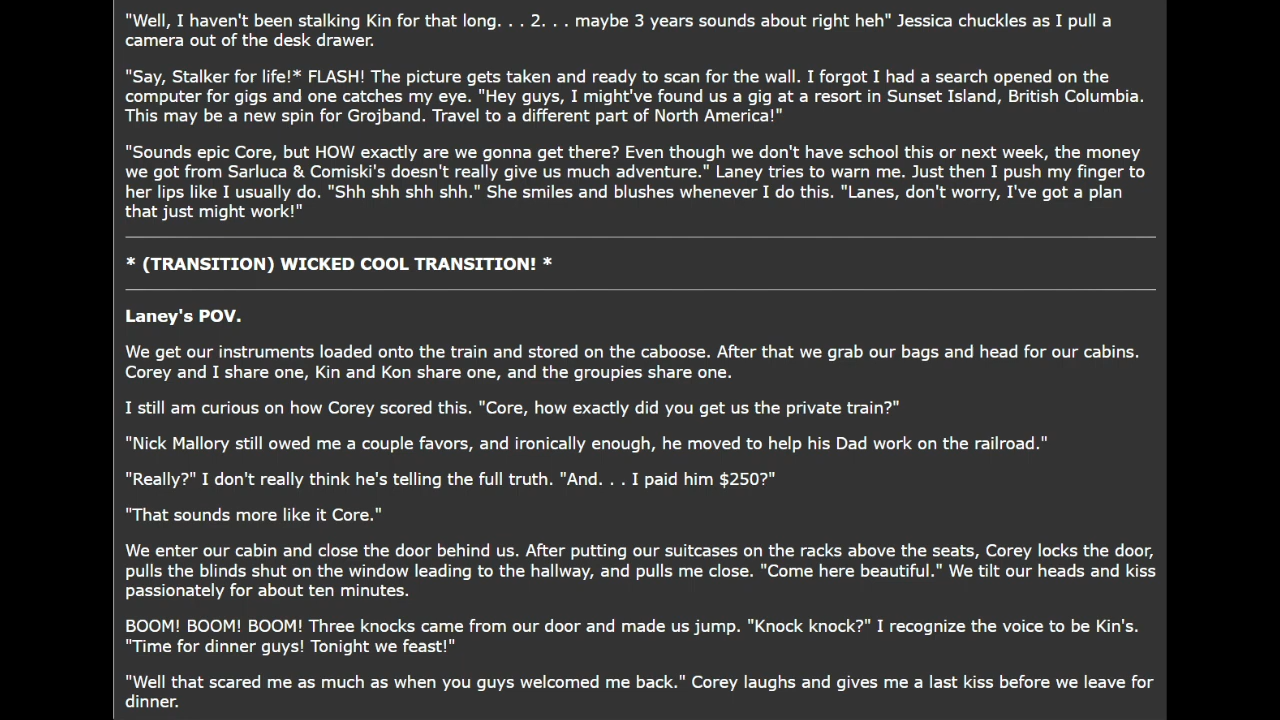 "Well, I haven't been stalking Kin for that long. . . 2. . . maybe 3 years sounds about right heh" Jessica chuckles as I pull a
camera out of the desk drawer.
"Say, Stalker for life!* FLASH! The picture gets taken and ready to scan for the wall. I forgot I had a search opened on the
computer for gigs and one catches my eye. "Hey guys, I might've found us a gig at a resort in Sunset Island, British Columbia.
This may be a new spin for Grojband. Travel to a different part of North America!"
"Sounds epic Core, but HOW exactly are we gonna get there? Even though we don't have school this or next week, the money
we got from Sarluca & Comiski's doesn't really give us much adventure." Laney tries to warn me. Just then I push my finger to
her lips like I usually do. "Shh shh shh shh." She smiles and blushes whenever I do this. "Lanes, don't worry, I've got a plan
that just might work!"
* (TRANSITION) WICKED COOL TRANSITION! *
Laney's POV.
We get our instruments loaded onto the train and stored on the caboose. After that we grab our bags and head for our cabins.
Corey and I share one, Kin and Kon share one, and the groupies share one.
I still am curious on how Corey scored this. "Core, how exactly did you get us the private train?"
"Nick Mallory still owed me a couple favors, and ironically enough, he moved to help his Dad work on the railroad."
"Really?" I don't really think he's telling the full truth. "And. . . I paid him $250?"
"That sounds more like it Core."
We enter our cabin and close the door behind us. After putting our suitcases on the racks above the seats, Corey locks the door,
pulls the blinds shut on the window leading to the hallway, and pulls me close. "Come here beautiful." We tilt our heads and kiss
passionately for about ten minutes.
BOOM! BOOM! BOOM! Three knocks came from our door and made us jump. "Knock knock?" I recognize the voice to be Kin's.
"Time for dinner guys! Tonight we feast!"
"Well that scared me as much as when you guys welcomed me back." Corey laughs and gives me a last kiss before we leave for
dinner.